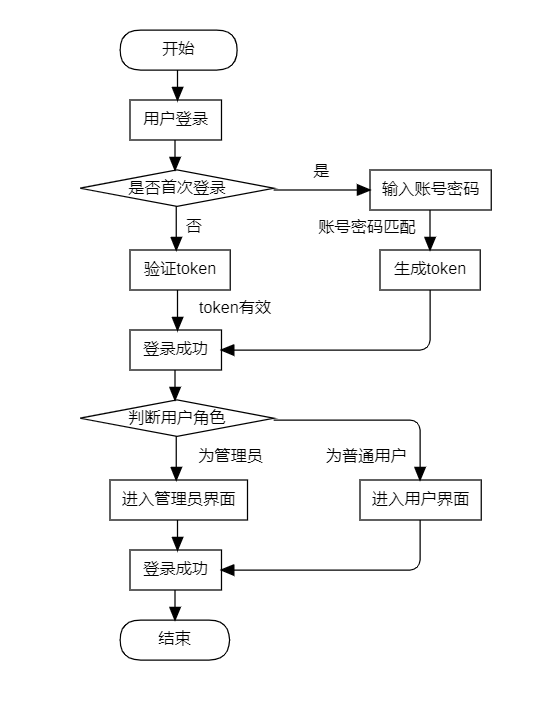 开始
用户登录
是否首次登录
是
输入账号密码
否
账号密码匹配
验证token
生成token
token有效
登录成功
判断用户角色
为管理员
为普通用户
进入管理员界面
进入用户界面
登录成功
结束